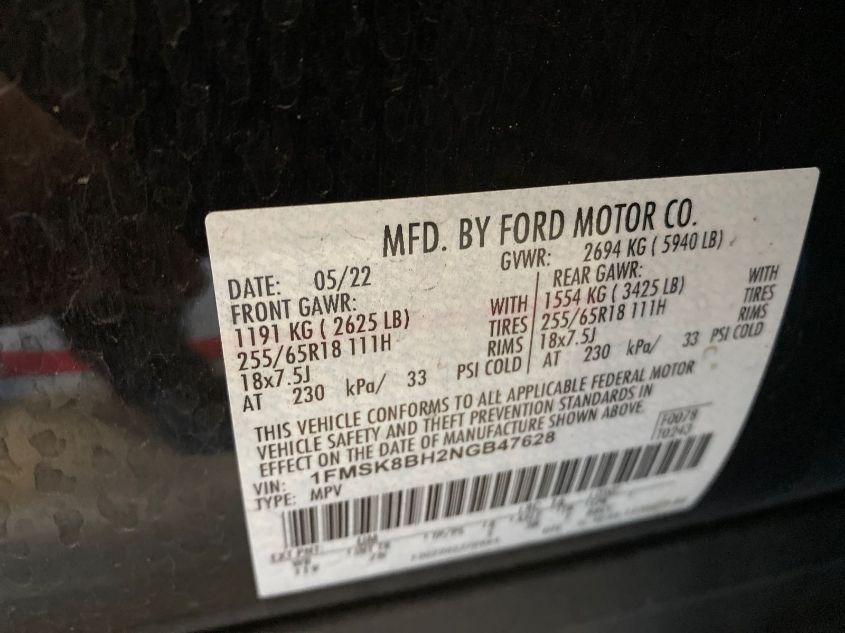 MFD. BY FORD MOTOR CO.
DATE: 05/22 GVWR: 2694 KG ( 5940 LB)
FRONT GAWR: REAR GAWR:
1191 KG ( 2625 LB) WITH 1554 KG ( 3425 LB) WITH
255/65R18 111H TIRES 255/65R18 111H TIRES
18x7.5J RIMS 18x7.5J RIMS
AT 230 kPa/ 33 PSI COLD AT 230 kPa/ 33 PSI COLD
THIS VEHICLE CONFORMS TO ALL APPLICABLE FEDERAL MOTOR
VEHICLE SAFETY AND THEFT PREVENTION STANDARDS IN
EFFECT ON THE DATE OF MANUFACTURE SHOWN ABOVE.
VIN: 1FMSK8BH2NGB47628 F0078
TYPE: MPV T0243
EXT PNT: